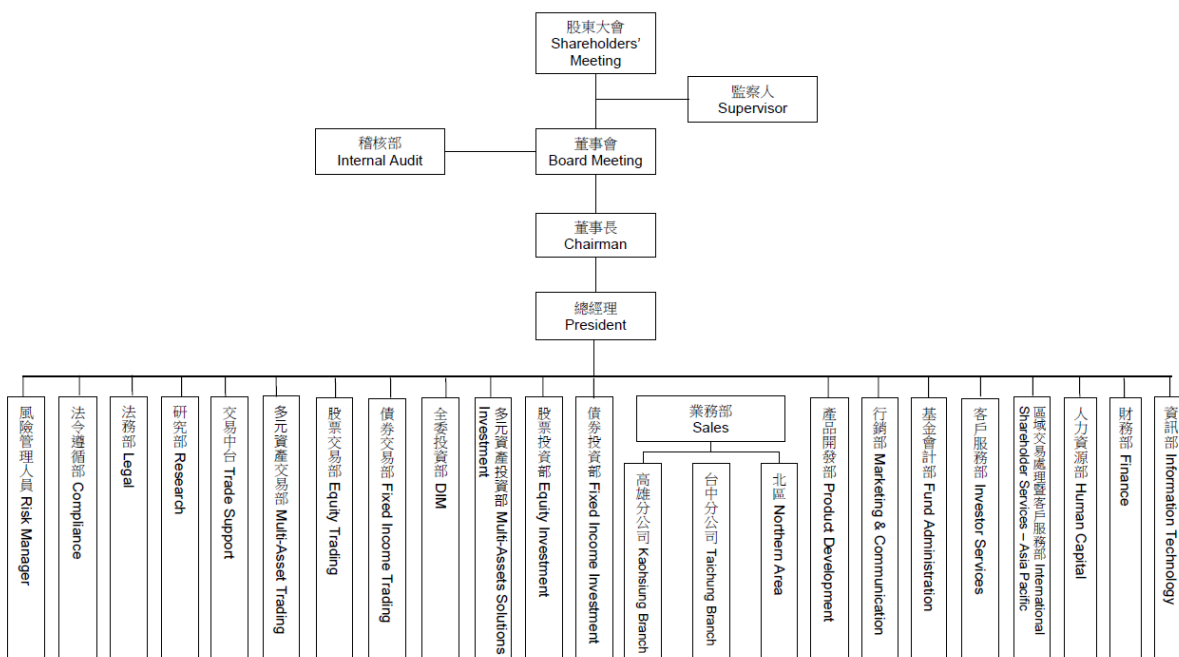 股東大會
Shareholders'
Meeting
監察人
Supervisor
稽核部
Internal Audit
董事會
Board Meeting
董事長
Chairman
總經理
President
風險管理人員 Risk Manager
法令遵循部 Compliance
法務部 Legal
研究部 Research
交易中台 Trade Support
多元資產交易部 Multi-Asset Trading
股票交易部 Equity Trading
債券交易部 Fixed Income Trading
全委投資部 DIM
多元資產投資部 Multi-Assets Solutions
Investment
股票投資部 Equity Investment
債券投資部 Fixed Income Investment
業務部
Sales
高雄分公司 Kaohsiung Branch
台中分公司 Taichung Branch
北區 Northern Area
產品開發部 Product Development
行銷部 Marketing & Communication
基金會計部 Fund Administration
客戶服務部 Investor Services
區域交易處理暨客戶服務部 International
Shareholder Services – Asia Pacific
人力資源部 Human Capital
財務部 Finance
資訊部 Information Technology